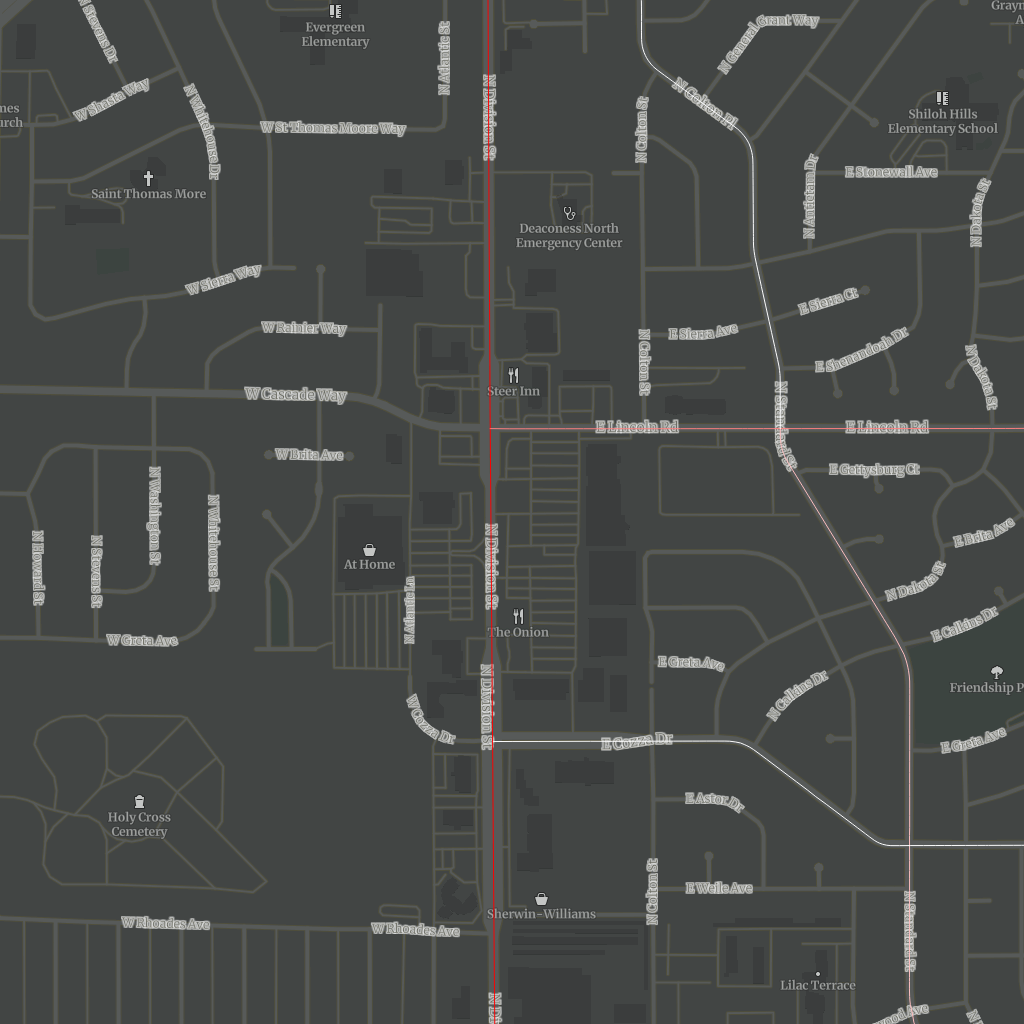 N Stevens Dr
Evergreen
Elementary
N Atlantic St
N General Grant Way
W Shasta Way
N Whitehouse Dr
W St Thomas Moore Way
N Division St
N Colton St
N Colton Pl
Shiloh Hills
Elementary School
Saint Thomas More
N Antietam Dr
E Stonewall Ave
N Dakota St
Deaconess North
Emergency Center
W Sierra Way
E Sierra Ct
W Rainier Way
E Sierra Ave
E Shenandoah Dr
N Colton St
N Dakota St
Steer Inn
W Cascade Way
N Standard St
E Lincoln Rd
E Lincoln Rd
W Brita Ave
E Gettysburg Ct
N Washington St
N Whitehouse St
N Howard St
N Stevens St
At Home
N Division St
E Brita Ave
N Dakota St
N Atlantic Ln
The Onion
E Calkins Dr
W Greta Ave
E Greta Ave
N Calkins Dr
Friendship P
N Division St
W Cozza Dr
E Cozza Dr
E Greta Ave
E Astor Dr
Holy Cross
Cemetery
N Colton St
E Weile Ave
Sherwin-Williams
W Rhoades Ave
W Rhoades Ave
N Standard St
Lilac Terrace